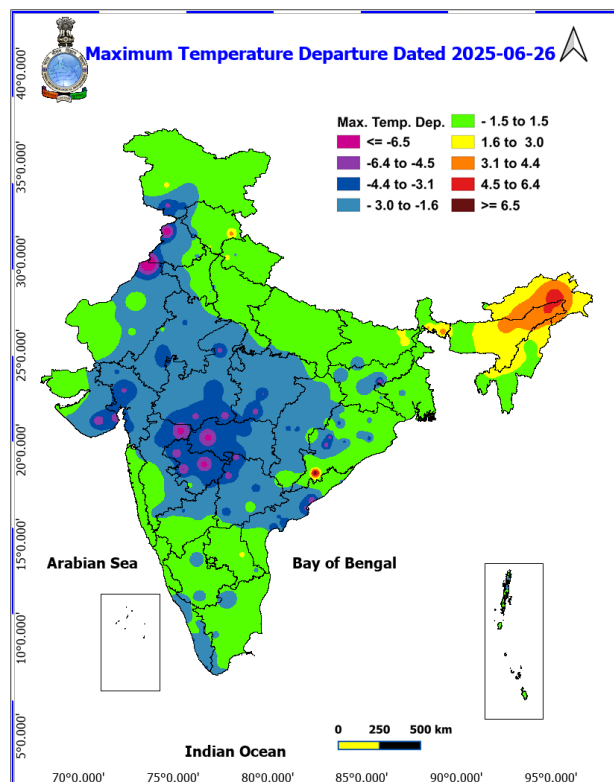 Maximum Temperature Departure Dated 2025-06-26
Max. Temp. Dep.
<= -6.5
-6.4 to -4.5
-4.4 to -3.1
- 3.0 to -1.6
- 1.5 to 1.5
1.6 to 3.0
3.1 to 4.4
4.5 to 6.4
>= 6.5
40°0.000'
35°0.000'
30°0.000'
25°0.000'
20°0.000'
15°0.000'
10°0.000'
5°0.000'
Arabian Sea
Bay of Bengal
Indian Ocean
0 250 500 km
70°0.000' 75°0.000' 80°0.000' 85°0.000' 90°0.000' 95°0.000'